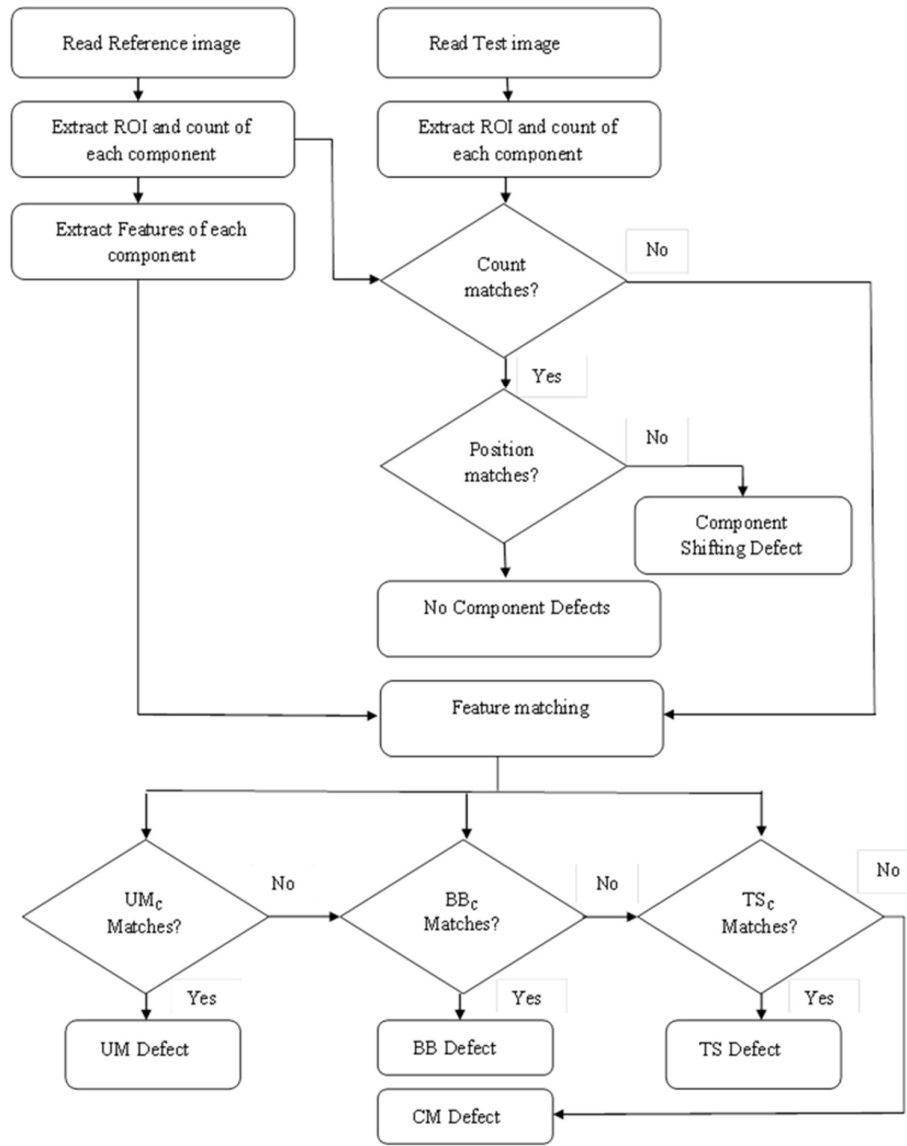 Read Reference image
Read Test image
Extract ROI and count of
each component
Extract ROI and count of
each component
Extract Features of each
component
Count
matches?
No
Yes
Position
matches?
No
Component
Shifting Defect
No Component Defects
Feature matching
UMc
Matches?
No
BBc
Matches?
No
TSc
Matches?
No
Yes
Yes
Yes
UM Defect
BB Defect
TS Defect
CM Defect